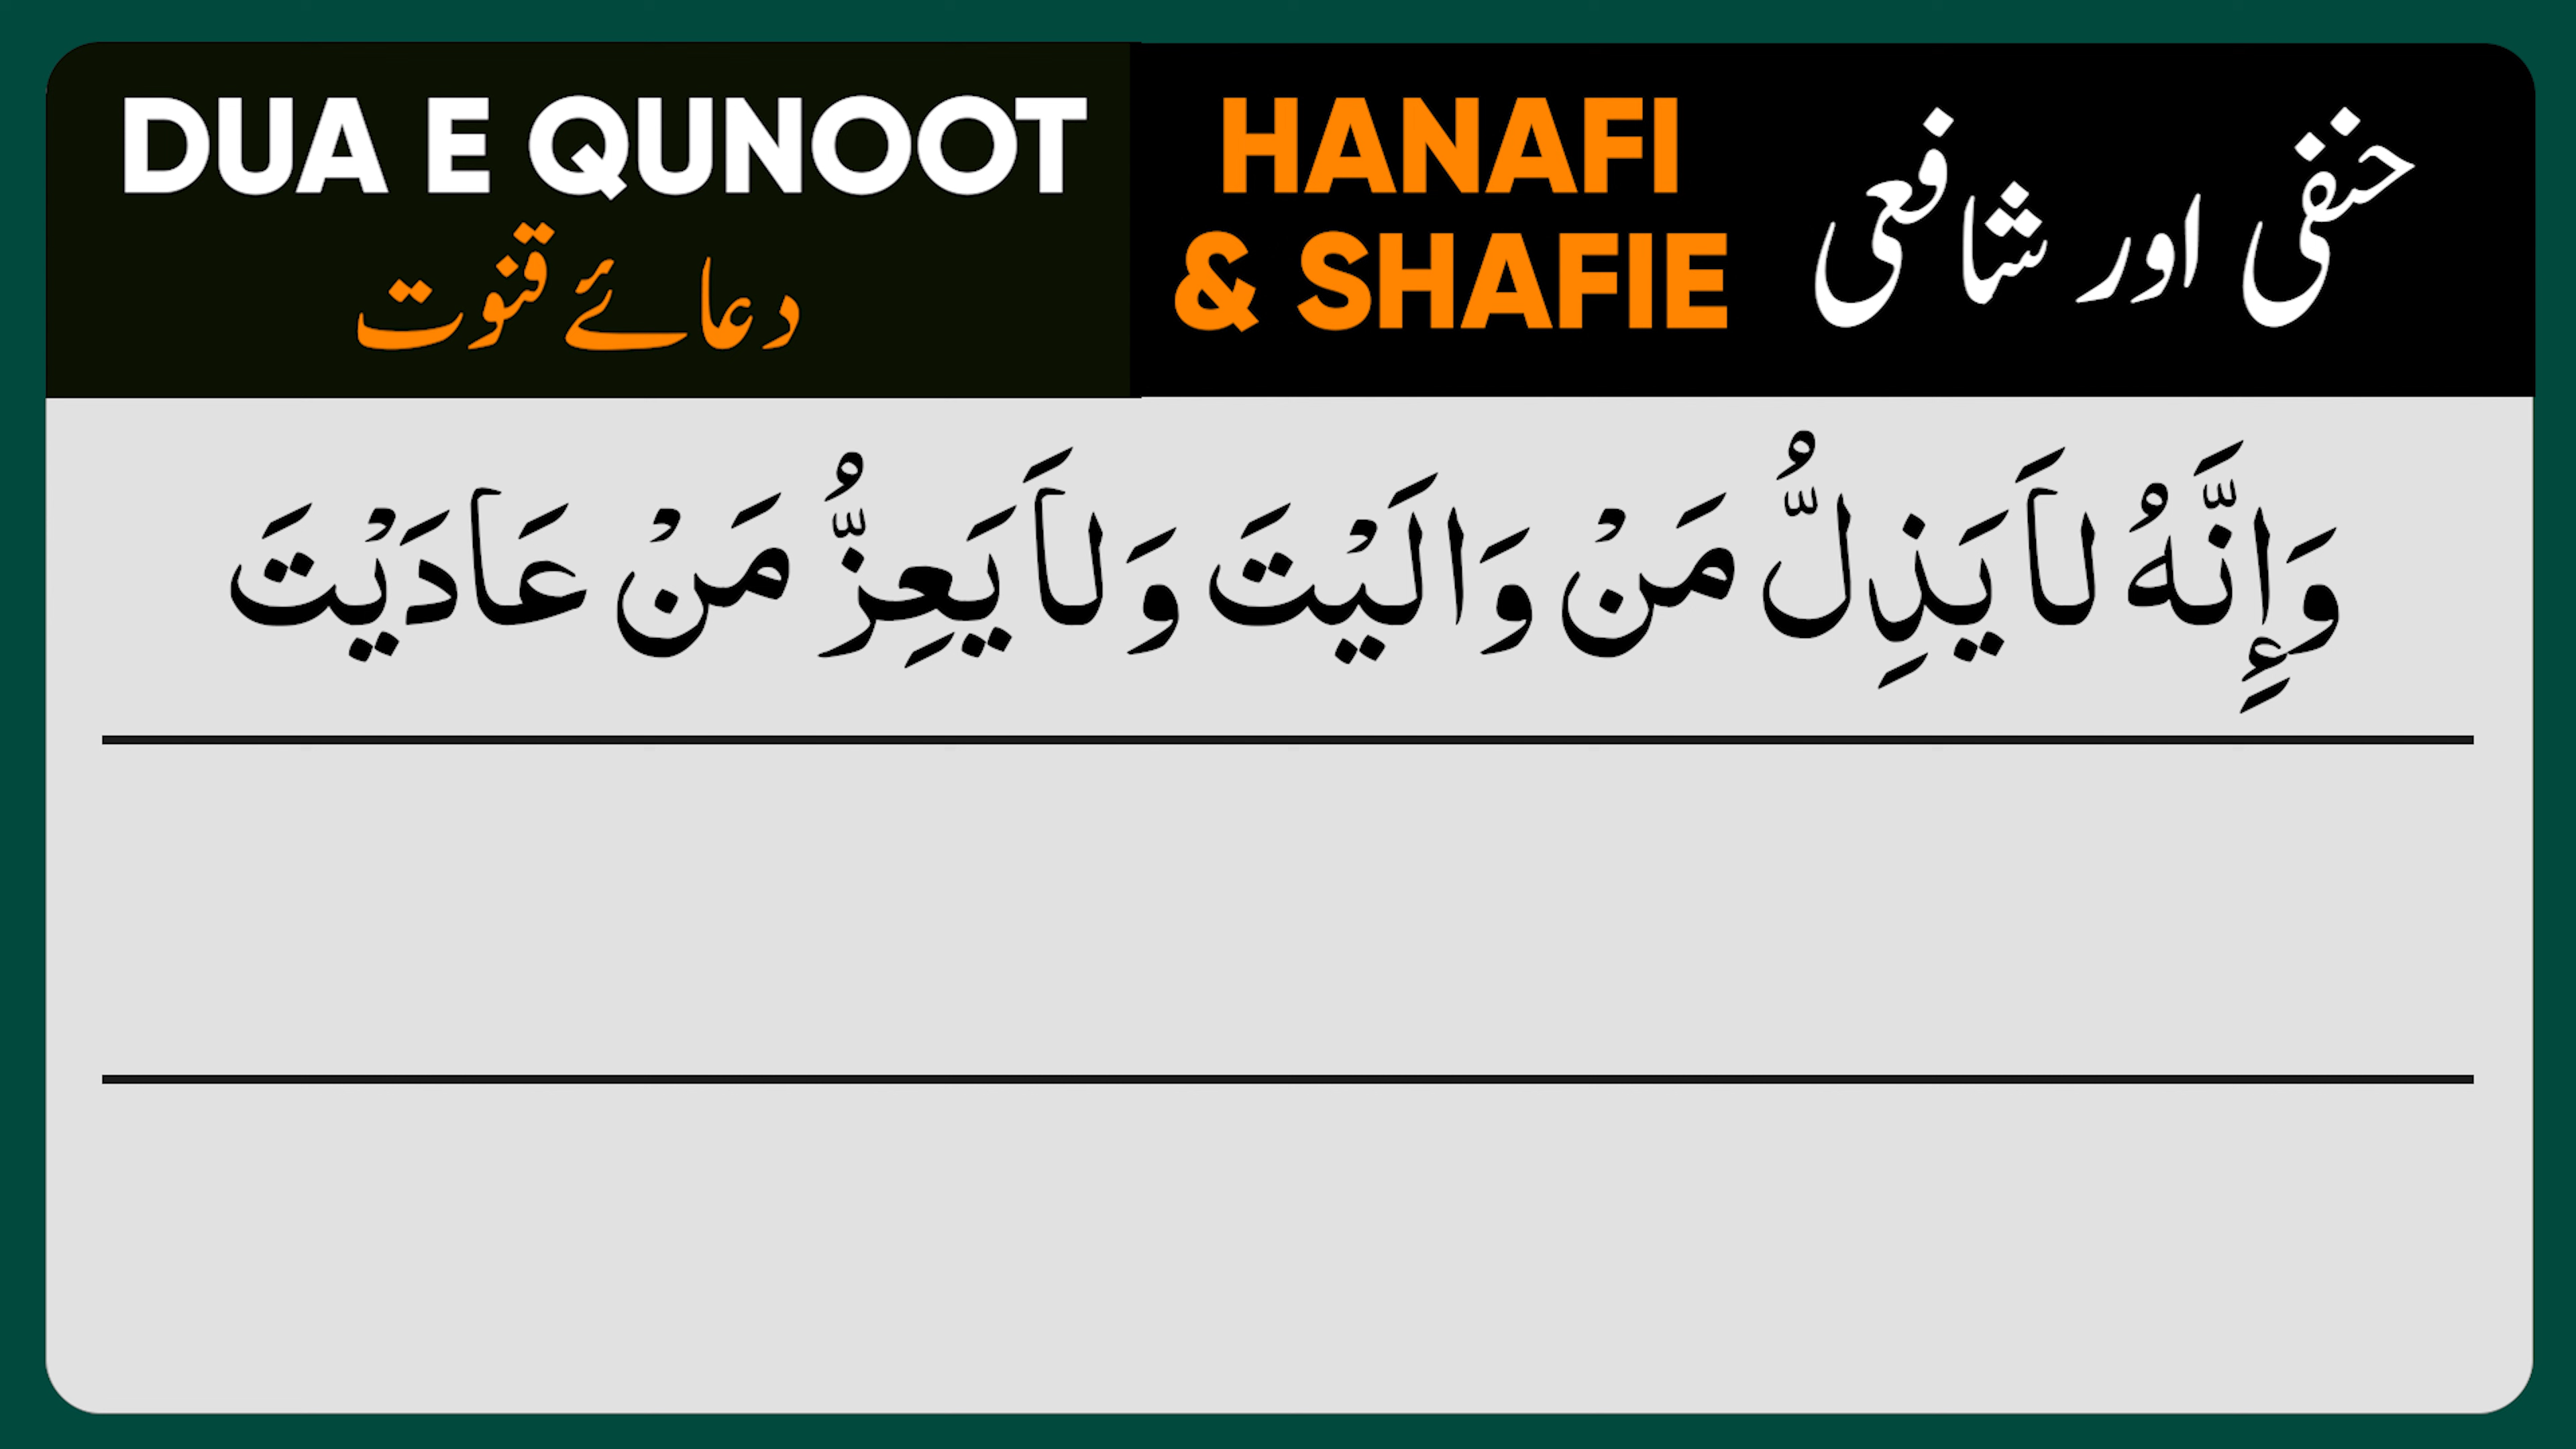 DUA E QUNOOT
دعائے قنوت
HANAFI
& SHAFIE
حنفی اور شافعی
وَإِنَّهُ لَا يَذِلُّ مَنْ وَالَيْتَ وَلَا يَعِزُّ مَنْ عَادَيْتَ